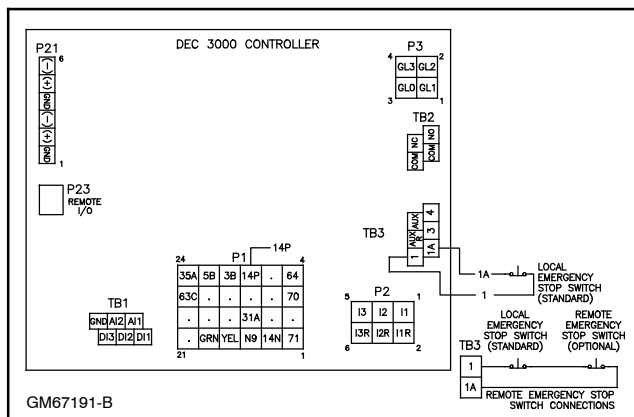 DEC 3000 CONTROLLER
P21
6
(-)
(+)
GND
(-)
(+)
GND
1
P23
REMOTE
I/O
P3
4 2
GL3 GL2
GL0 GL1
3 1
TB2
COM NC
COM NO
TB3
AUX R AUX
1 1A 3 4
14P
P1
24 4
35A 5B 3B 14P . 64
63C . . . . 70
. . . 31A . .
. GRN YEL N9 14N 71
21 1
TB1
GND AI2 AI1
DI3 DI2 DI1
P2
5 1
I3 I2 I1
I3R I2R I1R
6 2
1A
1
LOCAL
EMERGENCY
STOP SWITCH
(STANDARD)
LOCAL
EMERGENCY
STOP SWITCH
(STANDARD)
REMOTE
EMERGENCY
STOP SWITCH
(OPTIONAL)
TB3
1
1A
REMOTE EMERGENCY STOP
SWITCH CONNECTIONS
GM67191-B